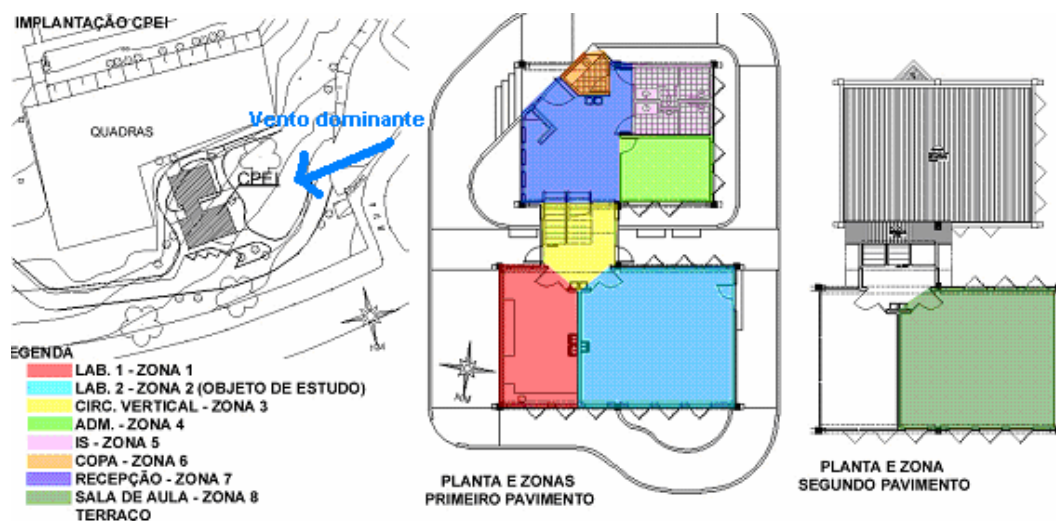 IMPLANTAÇÃO CPEI
QUADRAS
Vento dominante
CPEI
EGENDA
LAB. 1 - ZONA 1
LAB. 2 - ZONA 2 (OBJETO DE ESTUDO)
CIRC. VERTICAL - ZONA 3
ADM. - ZONA 4
IS - ZONA 5
COPA - ZONA 6
RECEPÇÃO - ZONA 7
SALA DE AULA - ZONA 8
TERRAÇO
PLANTA E ZONAS
PRIMEIRO PAVIMENTO
PLANTA E ZONA
SEGUNDO PAVIMENTO